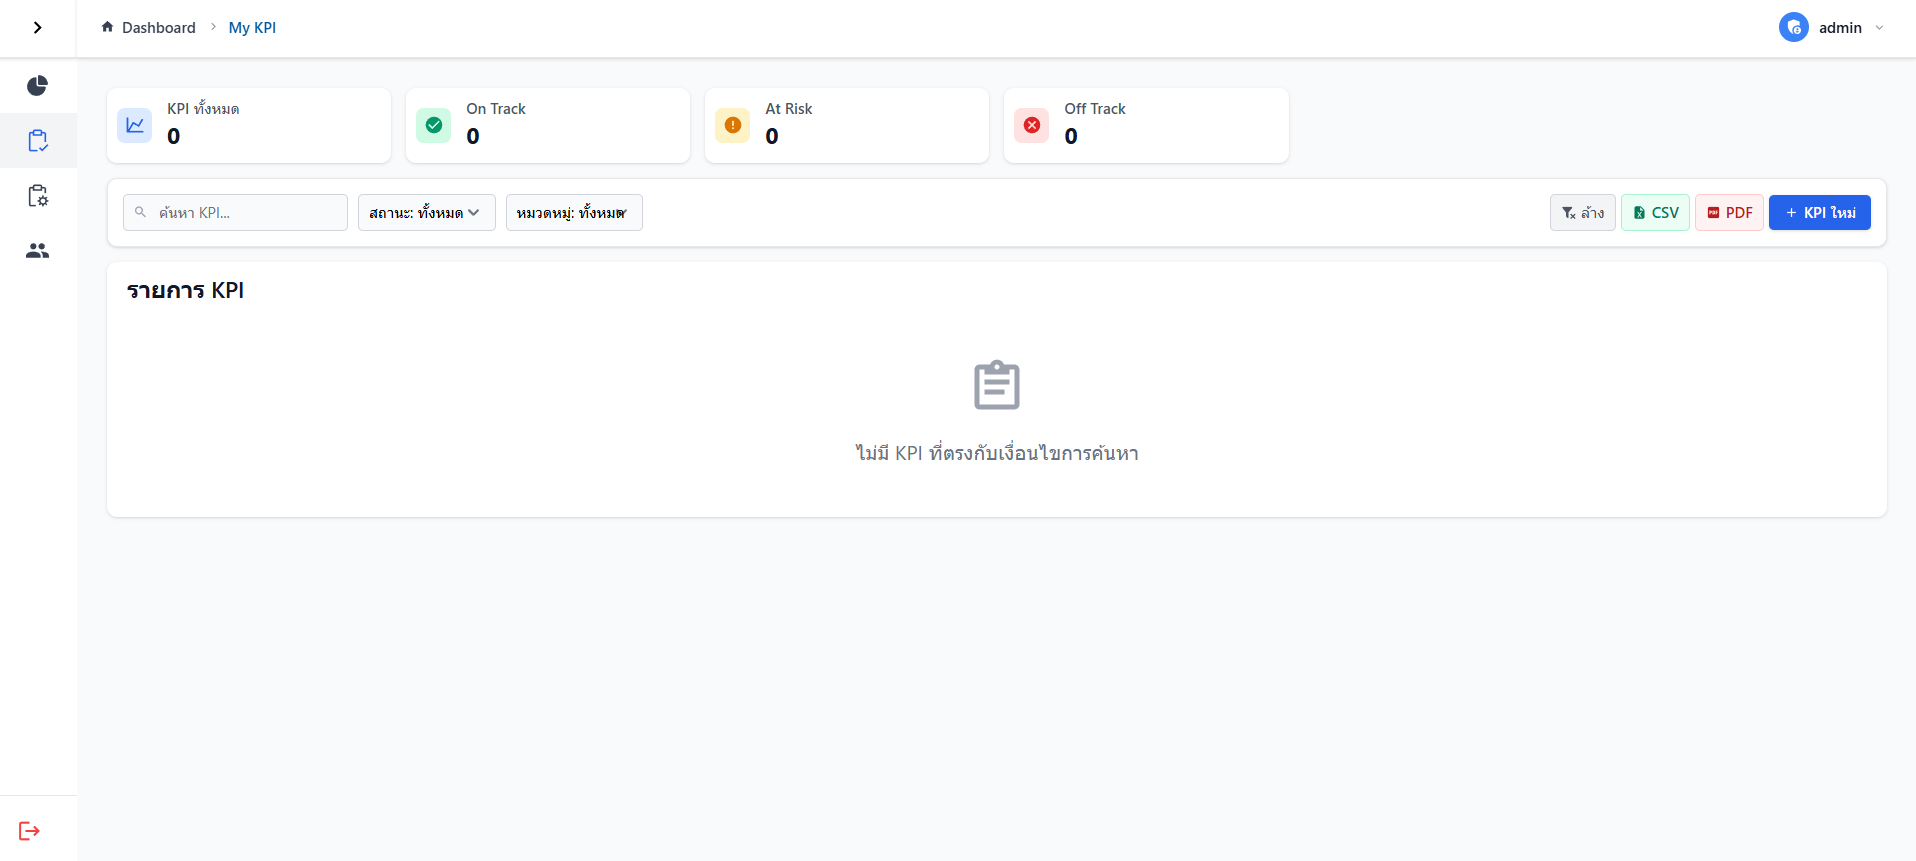 Dashboard > My KPI
admin
KPI ทั้งหมด
0
On Track
0
At Risk
0
Off Track
0
ค้นหา KPI...
สถานะ: ทั้งหมด
หมวดหมู่: ทั้งหมด
ล้าง
CSV
PDF
+ KPI ใหม่
รายการ KPI
ไม่มี KPI ที่ตรงกับเงื่อนไขการค้นหา